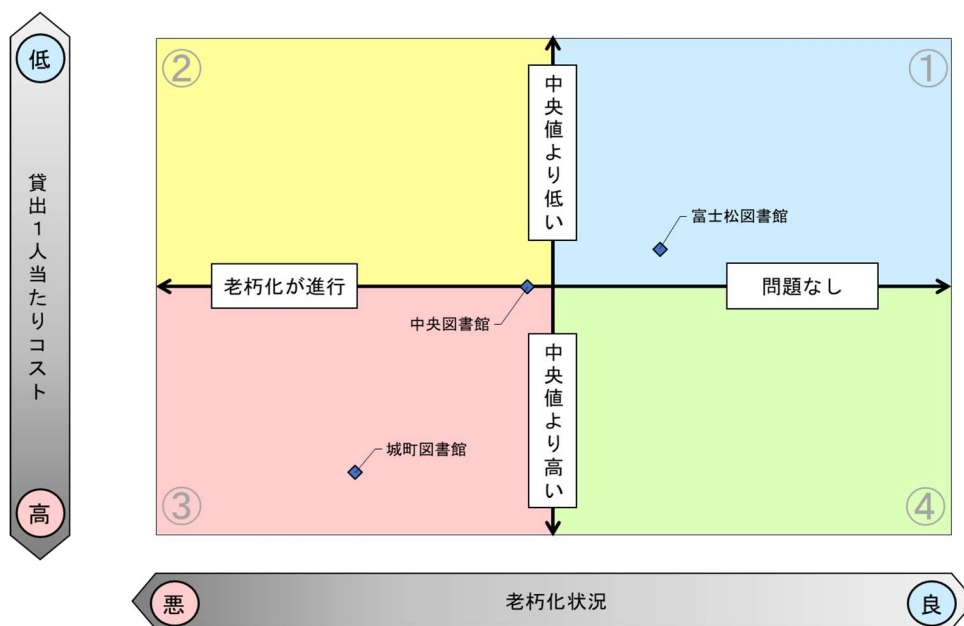 低
貸出1人当たりコスト
高
②
①
中央値より低い
富士松図書館
老朽化が進行
問題なし
中央図書館
中央値より高い
城町図書館
③
④
悪
老朽化状況
良